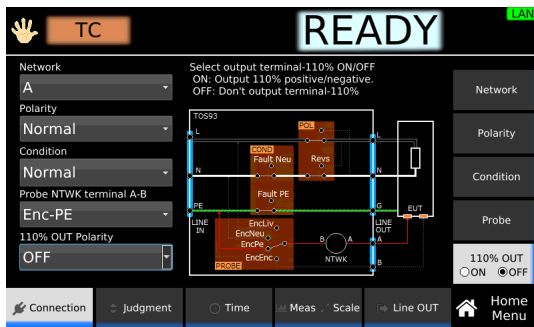 LAN
TC
READY
Network
A
Polarity
Normal
Condition
Normal
Probe NTWK terminal A-B
Enc-PE
110% OUT Polarity
OFF
Select output terminal-110% ON/OFF
ON: Output 110% positive/negative.
OFF: Don't output terminal-110%
TOS93
POL
L
L
COND
Fault Neu
Revs
N
N
Fault PE
PE
G
EUT
LINE
IN
LINE
OUT
EncLiv
EncNeu
EncPe
EncEnc
B
A
A
NTWK
B
PROBE
Network
Polarity
Condition
Probe
110% OUT
ON
OFF
Connection
Judgment
Time
Meas
Scale
Line OUT
Home
Menu